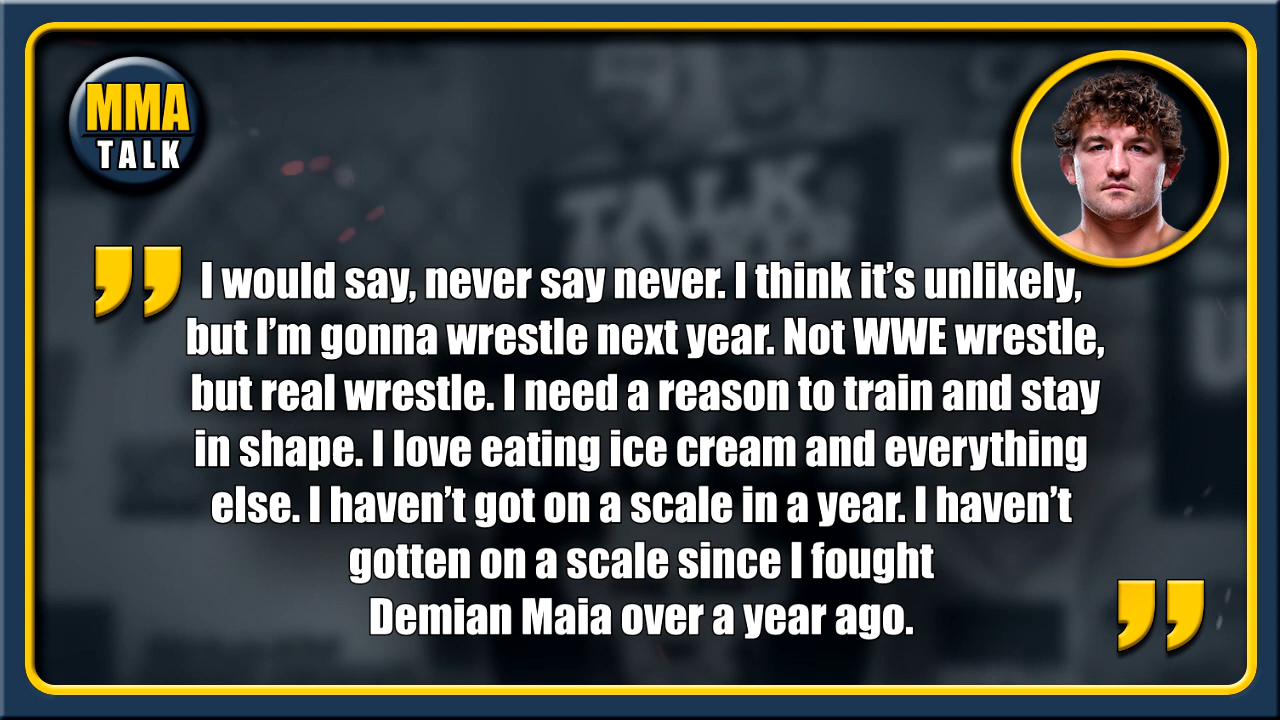 MMA
TALK
I would say, never say never. I think it’s unlikely,
but I’m gonna wrestle next year. Not WWE wrestle,
but real wrestle. I need a reason to train and stay
in shape. I love eating ice cream and everything
else. I haven’t got on a scale in a year. I haven’t
gotten on a scale since I fought
Demian Maia over a year ago.
TALK